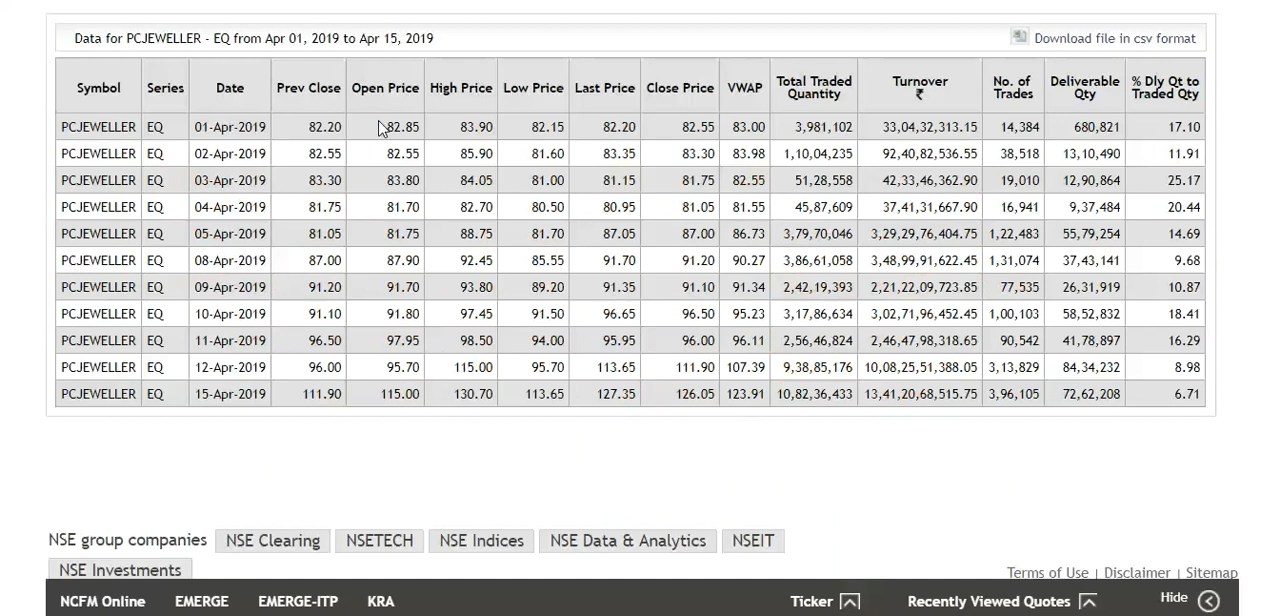 Data for PCJEWELLER - EQ from Apr 01, 2019 to Apr 15, 2019 Download file in csv format
Symbol Series Date Prev Close Open Price High Price Low Price Last Price Close Price VWAP Total Traded Quantity Turnover ₹ No. of Trades Deliverable Qty % Dly Qt to Traded Qty
PCJEWELLER EQ 01-Apr-2019 82.20 82.85 83.90 82.15 82.20 82.55 83.00 3,981,102 33,04,32,313.15 14,384 680,821 17.10
PCJEWELLER EQ 02-Apr-2019 82.55 82.55 85.90 81.60 83.35 83.30 83.98 1,10,04,235 92,40,82,536.55 38,518 13,10,490 11.91
PCJEWELLER EQ 03-Apr-2019 83.30 83.80 84.05 81.00 81.15 81.75 82.55 51,28,558 42,33,46,362.90 19,010 12,90,864 25.17
PCJEWELLER EQ 04-Apr-2019 81.75 81.70 82.70 80.50 80.95 81.05 81.55 45,87,609 37,41,31,667.90 16,941 9,37,484 20.44
PCJEWELLER EQ 05-Apr-2019 81.05 81.75 88.75 81.70 87.05 87.00 86.73 3,79,70,046 3,29,29,76,404.75 1,22,483 55,79,254 14.69
PCJEWELLER EQ 08-Apr-2019 87.00 87.90 92.45 85.55 91.70 91.20 90.27 3,86,61,058 3,48,99,91,622.45 1,31,074 37,43,141 9.68
PCJEWELLER EQ 09-Apr-2019 91.20 91.70 93.80 89.20 91.35 91.10 91.34 2,42,19,393 2,21,22,09,723.85 77,535 26,31,919 10.87
PCJEWELLER EQ 10-Apr-2019 91.10 91.80 97.45 91.50 96.65 96.50 95.23 3,17,86,634 3,02,71,96,452.45 1,00,103 58,52,832 18.41
PCJEWELLER EQ 11-Apr-2019 96.50 97.95 98.50 94.00 95.95 96.00 96.11 2,56,46,824 2,46,47,98,318.65 90,542 41,78,897 16.29
PCJEWELLER EQ 12-Apr-2019 96.00 95.70 115.00 95.70 113.65 111.90 107.39 9,38,85,176 10,08,25,51,388.05 3,13,829 84,34,232 8.98
PCJEWELLER EQ 15-Apr-2019 111.90 115.00 130.70 113.65 127.35 126.05 123.91 10,82,36,433 13,41,20,68,515.75 3,96,105 72,62,208 6.71
NSE group companies NSE Clearing NSETECH NSE Indices NSE Data & Analytics NSEIT
NSE Investments
Terms of Use | Disclaimer | Sitemap
NCFM Online EMERGE EMERGE-ITP KRA Ticker Recently Viewed Quotes Hide